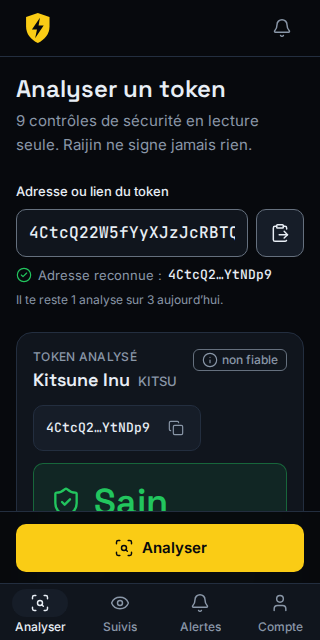 Analyser un token
9 contrôles de sécurité en lecture
seule. Raijin ne signe jamais rien.
Adresse ou lien du token
4CtcQ22W5fYyXJzJcRBTC
Adresse reconnue : 4CtcQ2…YtNDp9
Il te reste 1 analyse sur 3 aujourd’hui.
TOKEN ANALYSÉ
non fiable
Kitsune Inu KITSU
4CtcQ2…YtNDp9
Sain
Analyser
Analyser Suivis Alertes Compte